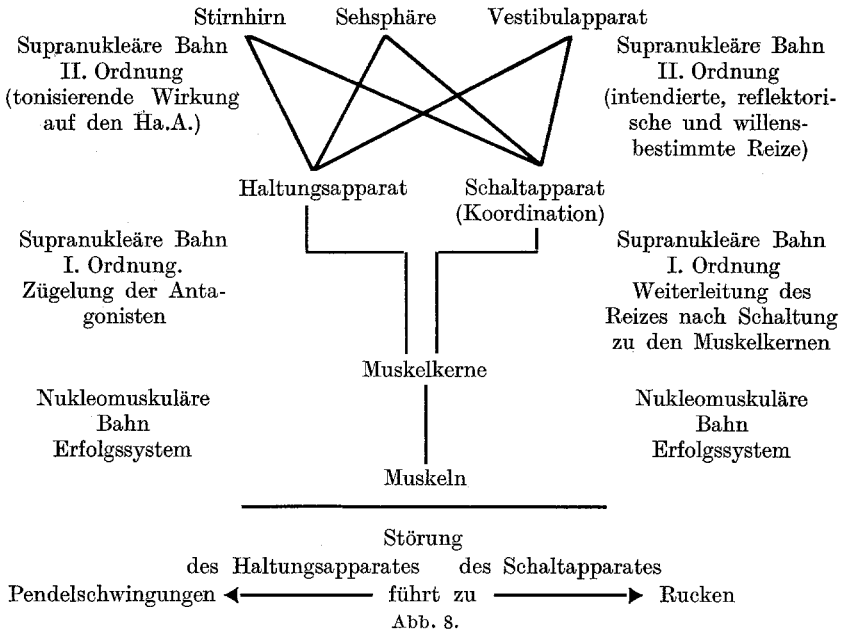 Stirnhirn Sehsphäre Vestibulapparat
Supranukleäre Bahn
II. Ordnung
(tonisierende Wirkung
auf den Ha.A.)
Supranukleäre Bahn
II. Ordnung
(intendierte, reflektori-
sche und willens-
bestimmte Reize)
Haltungsapparat
Schaltapparat
(Koordination)
Supranukleäre Bahn
I. Ordnung.
Zügelung der Anta-
gonisten
Supranukleäre Bahn
I. Ordnung
Weiterleitung des
Reizes nach Schaltung
zu den Muskelkernen
Muskelkerne
Nukleomuskuläre
Bahn
Erfolgssystem
Nukleomuskuläre
Bahn
Erfolgssystem
Muskeln
Störung
des Haltungsapparates des Schaltapparates
Pendelschwingungen führt zu Rucken
Abb. 8.